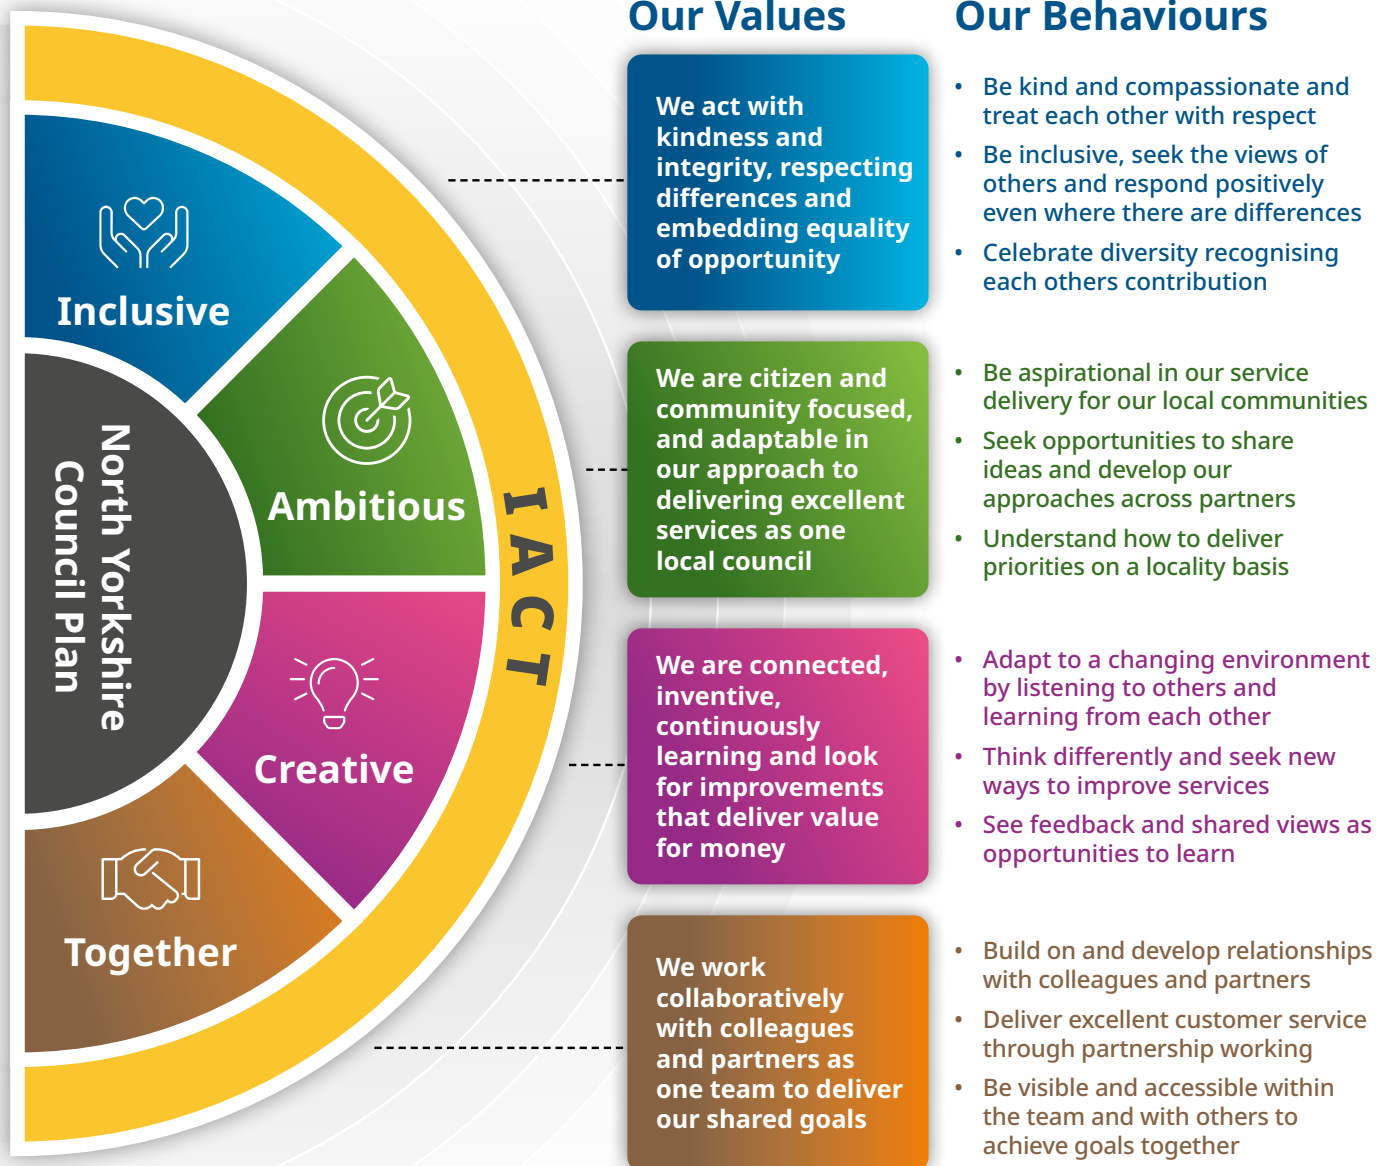 Our Values
Our Behaviours
North Yorkshire
Council Plan
I A C T
Inclusive
We act with
kindness and
integrity, respecting
differences and
embedding equality
of opportunity
• Be kind and compassionate and
treat each other with respect
• Be inclusive, seek the views of
others and respond positively
even where there are differences
• Celebrate diversity recognising
each others contribution
Ambitious
We are citizen and
community focused,
and adaptable in
our approach to
delivering excellent
services as one
local council
• Be aspirational in our service
delivery for our local communities
• Seek opportunities to share
ideas and develop our
approaches across partners
• Understand how to deliver
priorities on a locality basis
Creative
We are connected,
inventive,
continuously
learning and look
for improvements
that deliver value
for money
• Adapt to a changing environment
by listening to others and
learning from each other
• Think differently and seek new
ways to improve services
• See feedback and shared views as
opportunities to learn
Together
We work
collaboratively
with colleagues
and partners as
one team to deliver
our shared goals
• Build on and develop relationships
with colleagues and partners
• Deliver excellent customer service
through partnership working
• Be visible and accessible within
the team and with others to
achieve goals together